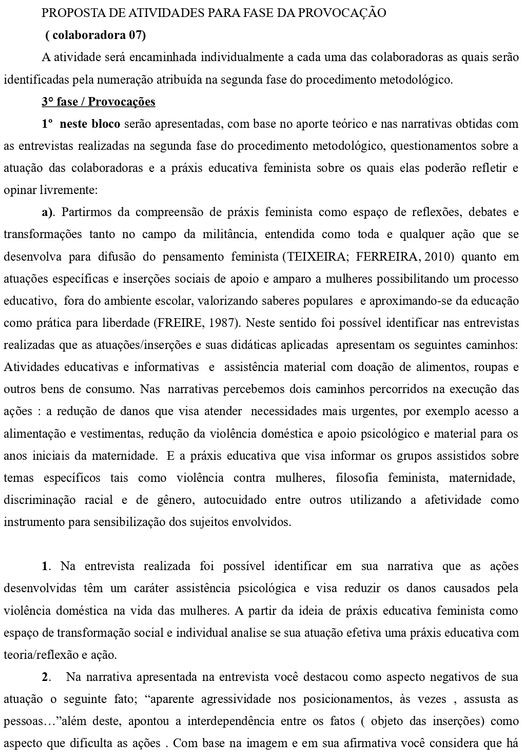 PROPOSTA DE ATIVIDADES PARA FASE DA PROVOCAÇÃO
( colaboradora 07)
A atividade será encaminhada individualmente a cada uma das colaboradoras as quais serão
identificadas pela numeração atribuída na segunda fase do procedimento metodológico.
3° fase / Provocações
1º neste bloco serão apresentadas, com base no aporte teórico e nas narrativas obtidas com
as entrevistas realizadas na segunda fase do procedimento metodológico, questionamentos sobre a
atuação das colaboradoras e a práxis educativa feminista sobre os quais elas poderão refletir e
opinar livremente:
a). Partirmos da compreensão de práxis feminista como espaço de reflexões, debates e
transformações tanto no campo da militância, entendida como toda e qualquer ação que se
desenvolva para difusão do pensamento feminista (TEIXEIRA; FERREIRA, 2010) quanto em
atuações específicas e inserções sociais de apoio e amparo a mulheres possibilitando um processo
educativo, fora do ambiente escolar, valorizando saberes populares e aproximando-se da educação
como prática para liberdade (FREIRE, 1987). Neste sentido foi possível identificar nas entrevistas
realizadas que as atuações/inserções e suas didáticas aplicadas apresentam os seguintes caminhos:
Atividades educativas e informativas e assistência material com doação de alimentos, roupas e
outros bens de consumo. Nas narrativas percebemos dois caminhos percorridos na execução das
ações : a redução de danos que visa atender necessidades mais urgentes, por exemplo acesso a
alimentação e vestimentas, redução da violência doméstica e apoio psicológico e material para os
anos iniciais da maternidade. E a práxis educativa que visa informar os grupos assistidos sobre
temas específicos tais como violência contra mulheres, filosofia feminista, maternidade,
discriminação racial e de gênero, autocuidado entre outros utilizando a afetividade como
instrumento para sensibilização dos sujeitos envolvidos.
1. Na entrevista realizada foi possível identificar em sua narrativa que as ações
desenvolvidas têm um caráter assistência psicológica e visa reduzir os danos causados pela
violência doméstica na vida das mulheres. A partir da ideia de práxis educativa feminista como
espaço de transformação social e individual analise se sua atuação efetiva uma práxis educativa com
teoria/reflexão e ação.
2. Na narrativa apresentada na entrevista você destacou como aspecto negativos de sua
atuação o seguinte fato; “aparente agressividade nos posicionamentos, às vezes , assusta as
pessoas…”além deste, apontou a interdependência entre os fatos ( objeto das inserções) como
aspecto que dificulta as ações . Com base na imagem e em sua afirmativa você considera que há